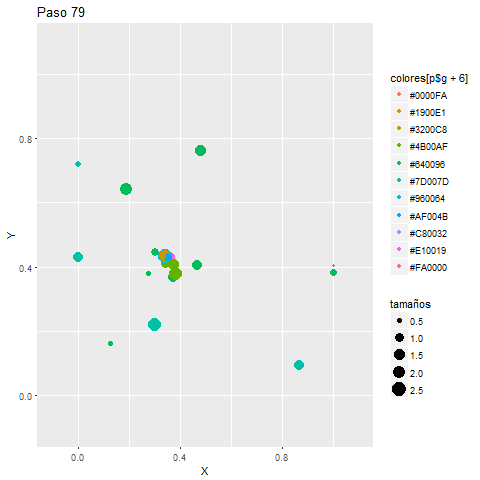 Paso 79
colores[p$g + 6]
#0000FA
#1900E1
#3200C8
#4B00AF
#640096
#7D007D
#960064
#AF004B
#C80032
#E10019
#FA0000
tamaños
0.5
1.0
1.5
2.0
2.5
Y
0.8
0.4
0.0
0.0
0.4
0.8
X